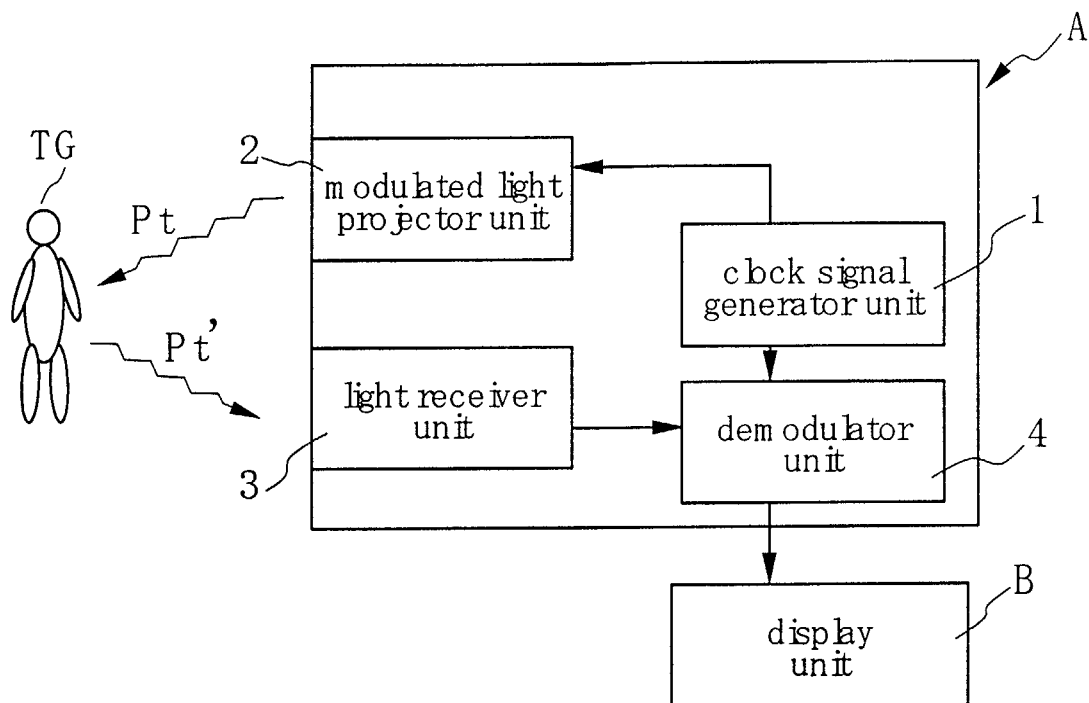 A
TG
2
modulated light
projector unit
Pt
1
clock signal
generator unit
Pt'
light receiver
unit
3
demodulator
unit
4
B
display
unit